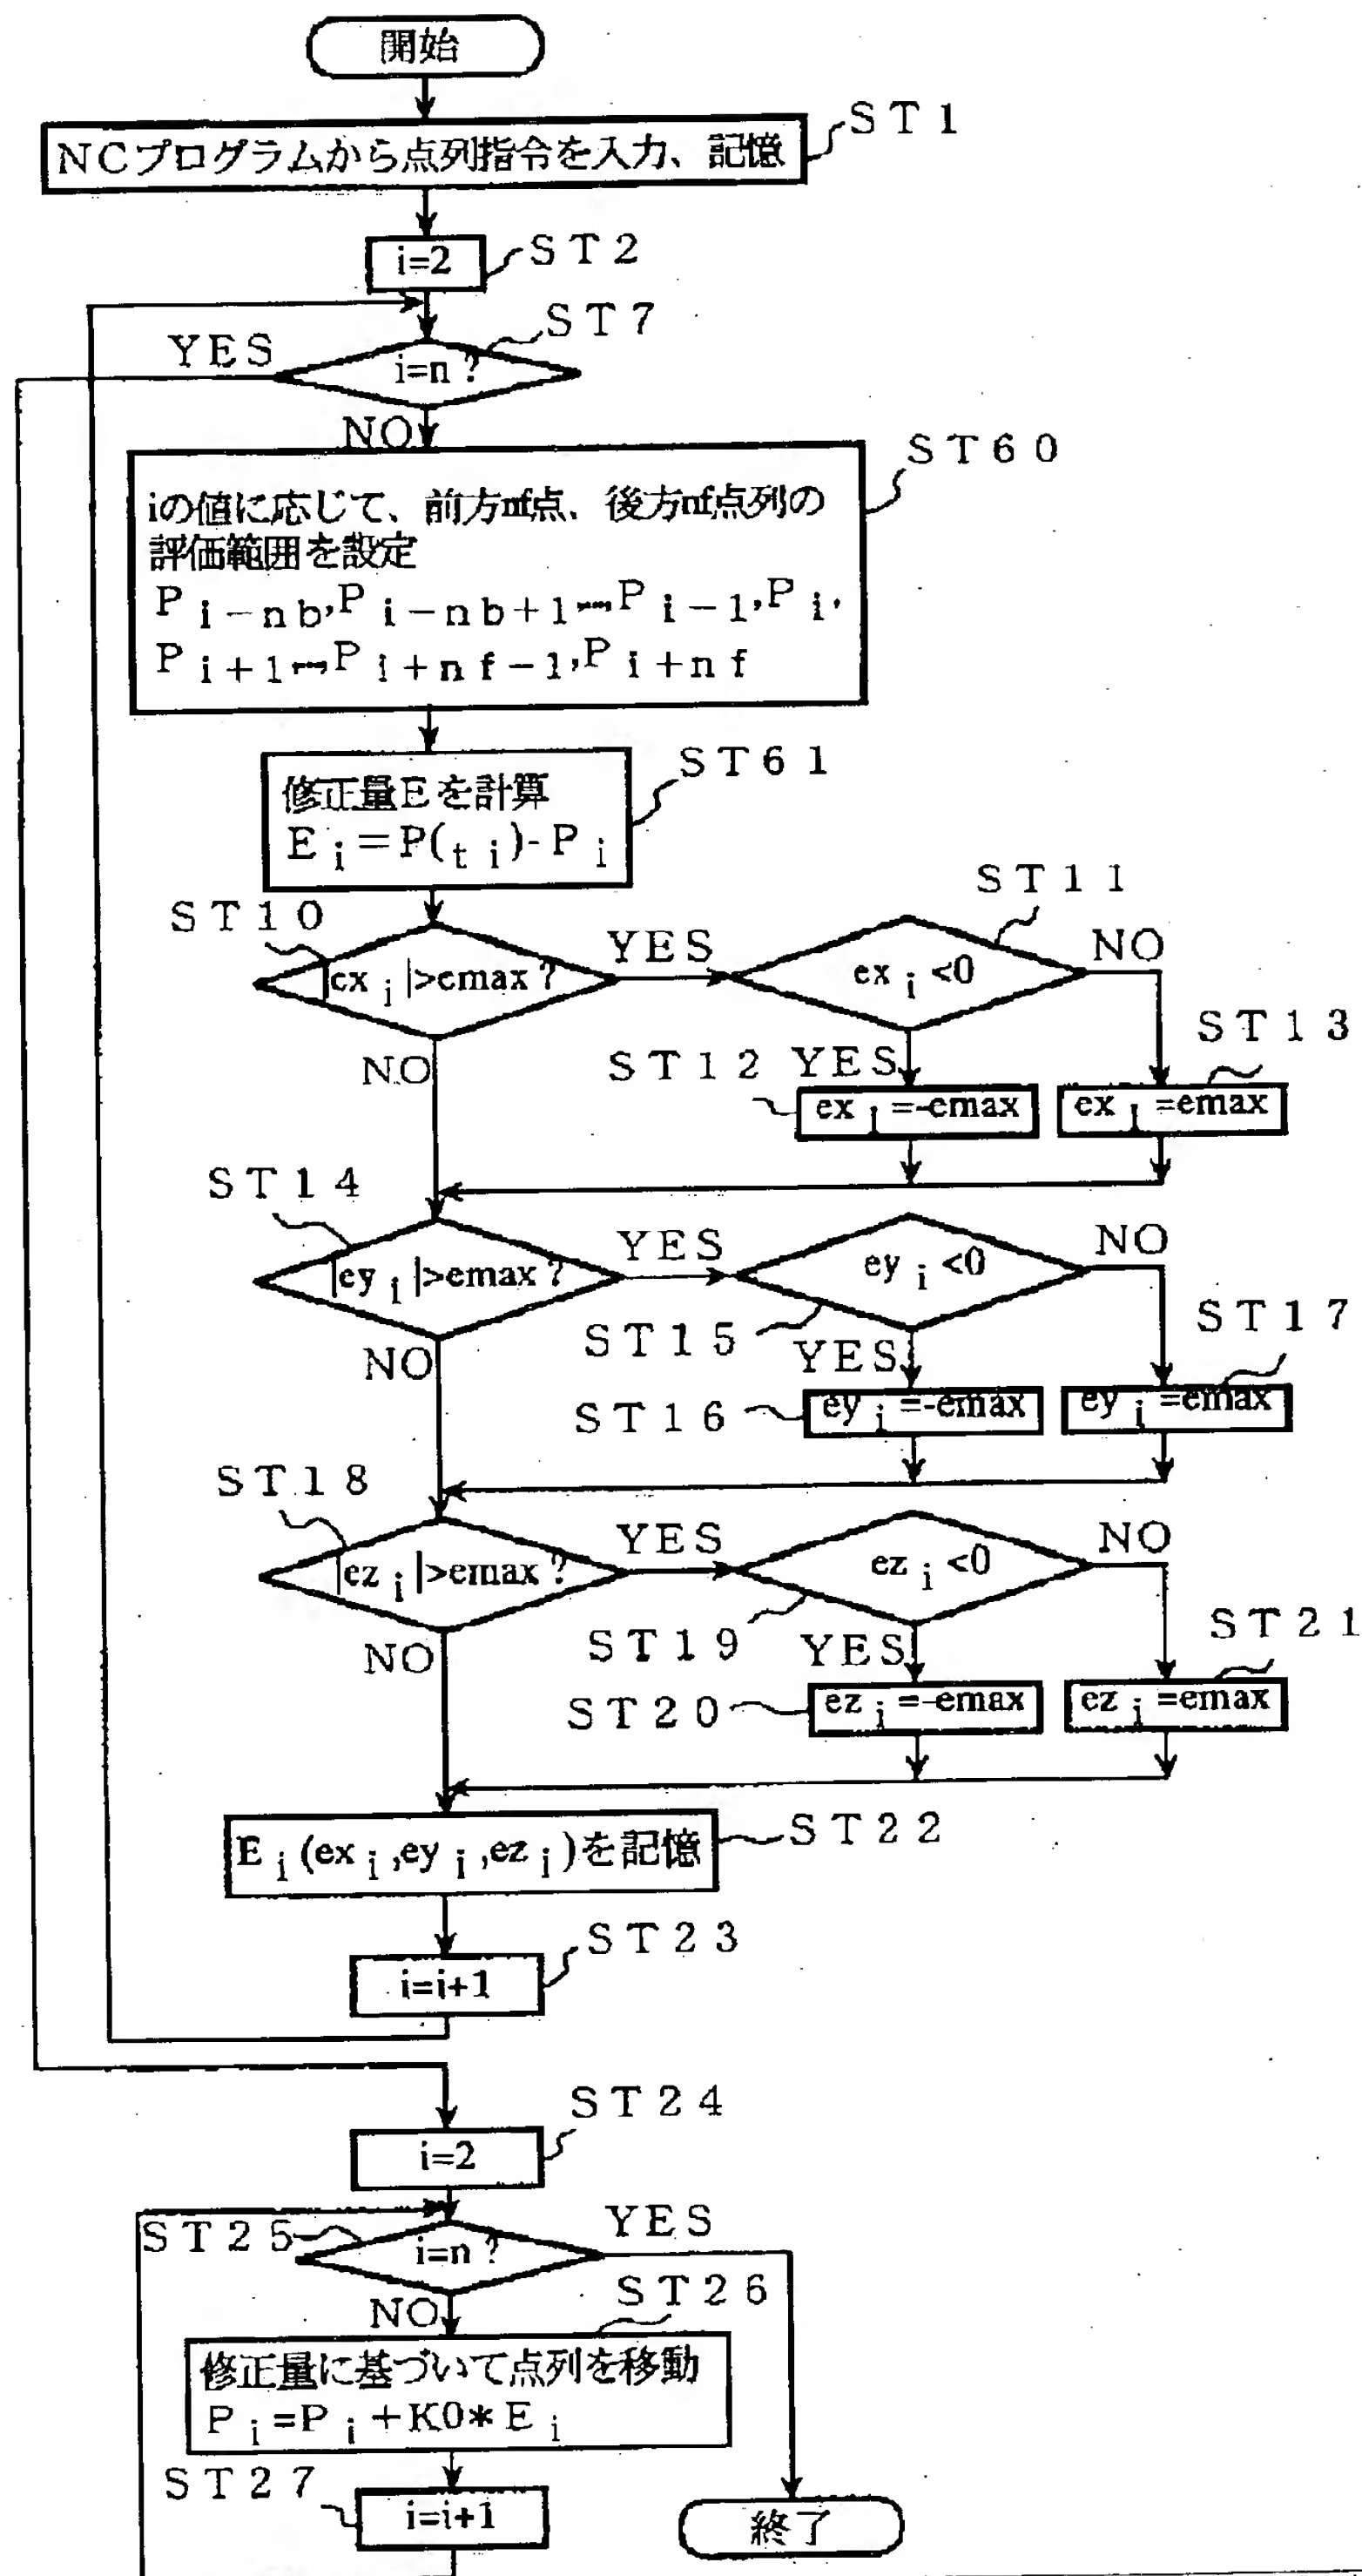 開始
NCプログラムから点列指令を入力、記憶
ST1
i=2
ST2
i=n?
ST7
YES
NO
ST60
iの値に応じて、前方nf点、後方nf点列の
評価範囲を設定
P i-nb,P i-nb+1…P i-1,P i,
P i+1…,P i+nf-1,P i+nf
ST61
修正量Eを計算
E i=P(t i)-P i
ST10
|ex i|>emax?
YES
NO
ST11
ex i<0
NO
YES
ST12
ex i=-emax
ST13
ex i=emax
ST14
|ey i|>emax?
YES
NO
ST15
ey i<0
NO
YES
ST16
ey i=-emax
ST17
ey i=emax
ST18
|ez i|>emax?
YES
NO
ST19
ez i<0
NO
YES
ST20
ez i=-emax
ST21
ez i=emax
E i(ex i,ey i,ez i)を記憶
ST22
i=i+1
ST23
ST24
i=2
ST25
i=n?
YES
NO
ST26
修正量に基づいて点列を移動
P i=P i+K0*E i
ST27
i=i+1
終了